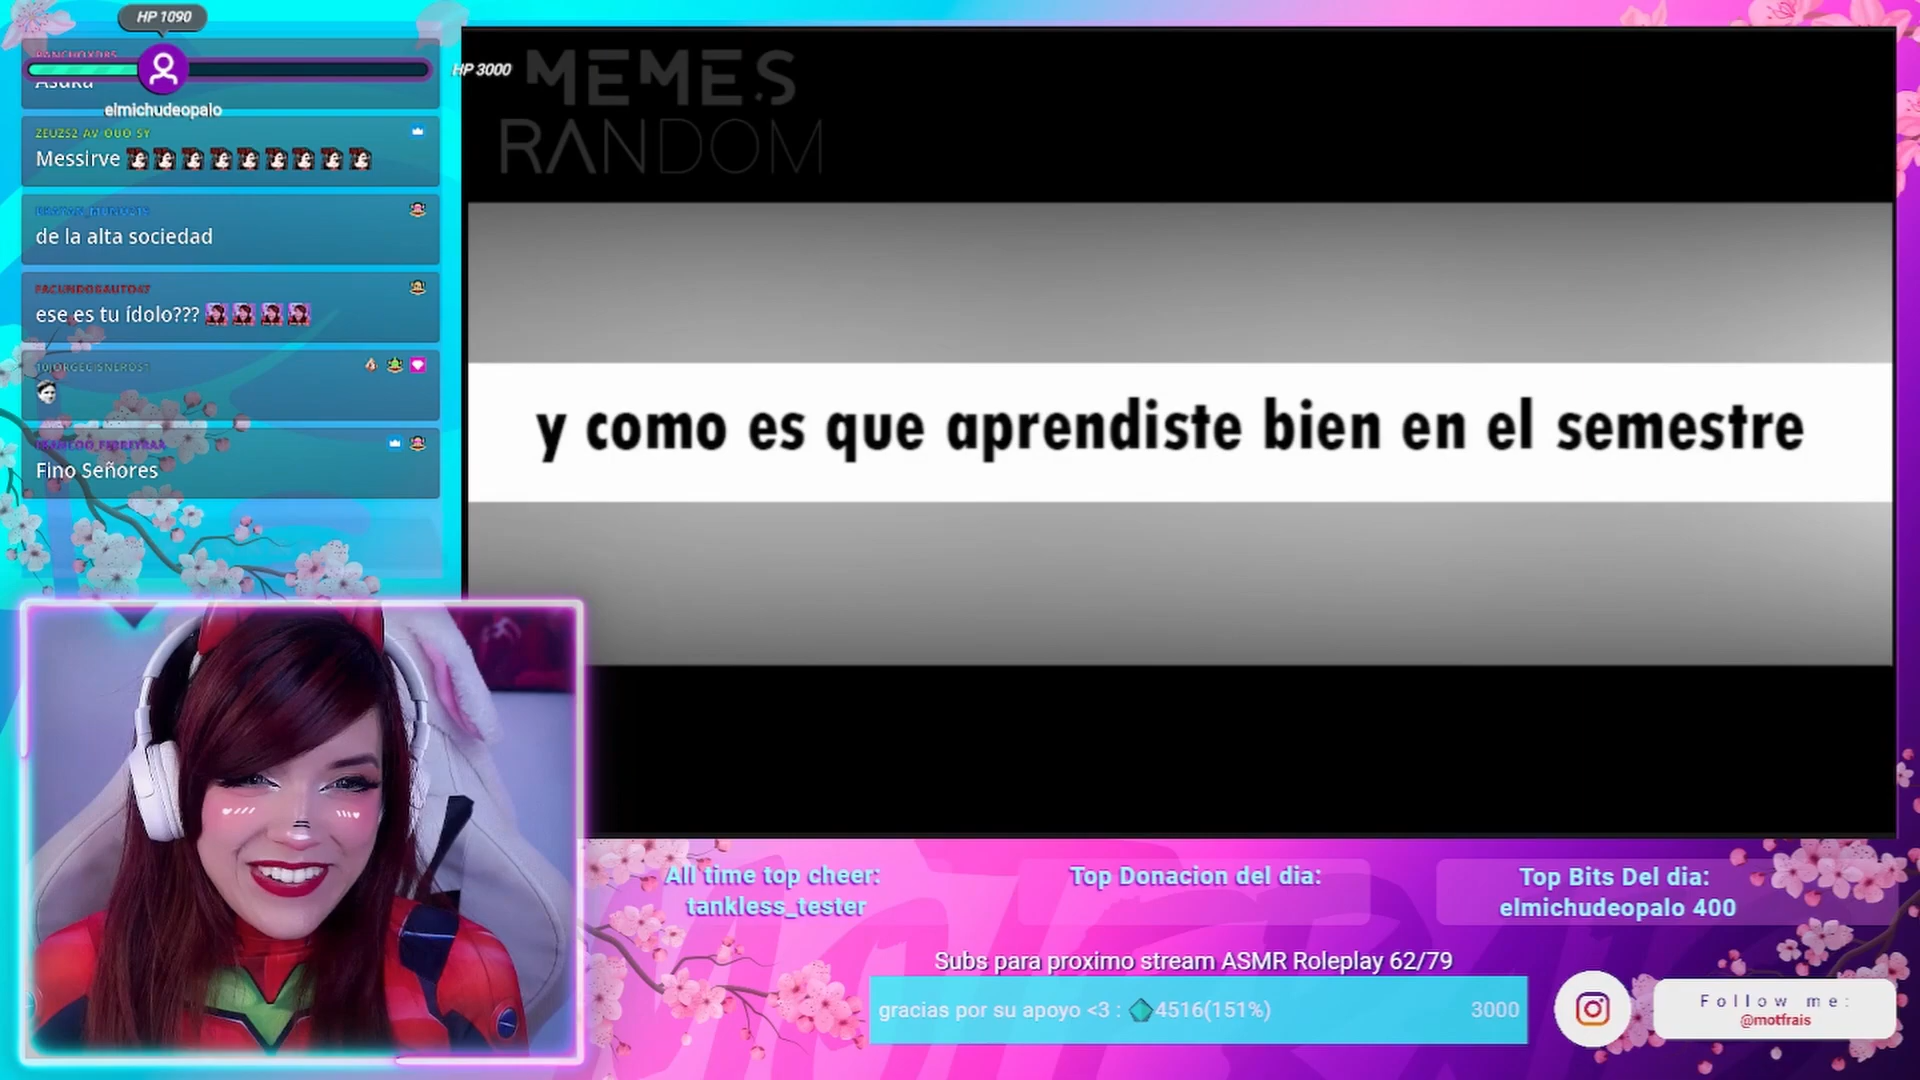 HP 1090
HP 3000
elmichudeopalo
Asuka
ZEUZS2_AV_OUO_SY
Messirve
de la alta sociedad
ese es tu ídolo???
Fino Señores
MEMES
RANDOM
y como es que aprendiste bien en el semestre
All time top cheer:
tankless_tester
Top Donacion del dia:
Top Bits Del dia:
elmichudeopalo 400
Subs para proximo stream ASMR Roleplay 62/79
gracias por su apoyo <3 : 4516(151%)
3000
Follow me:
@motfrais